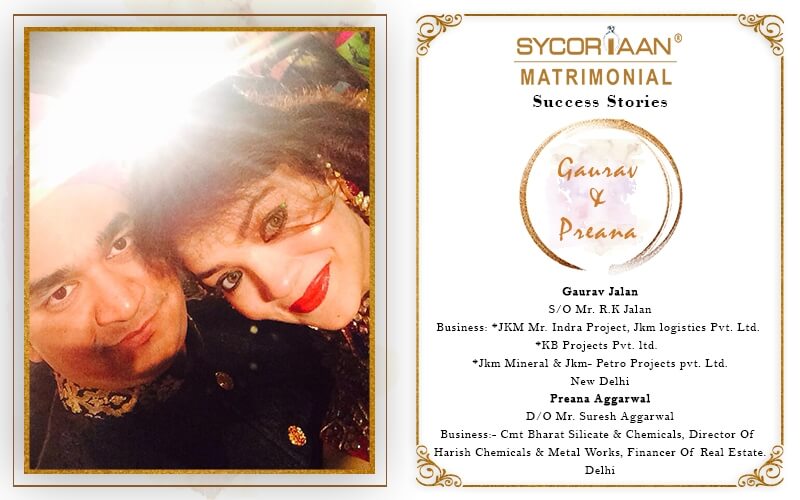 SYCORIAAN®
MATRIMONIAL
Success Stories
Gaurav
&
Preana
Gaurav Jalan
S/O Mr. R.K Jalan
Business: *JKM Mr. Indra Project, Jkm logistics Pvt. Ltd.
*KB Projects Pvt. ltd.
*Jkm Mineral & Jkm- Petro Projects pvt. Ltd.
New Delhi
Preana Aggarwal
D/O Mr. Suresh Aggarwal
Business:- Cmt Bharat Silicate & Chemicals, Director Of
Harish Chemicals & Metal Works, Financer Of Real Estate.
Delhi